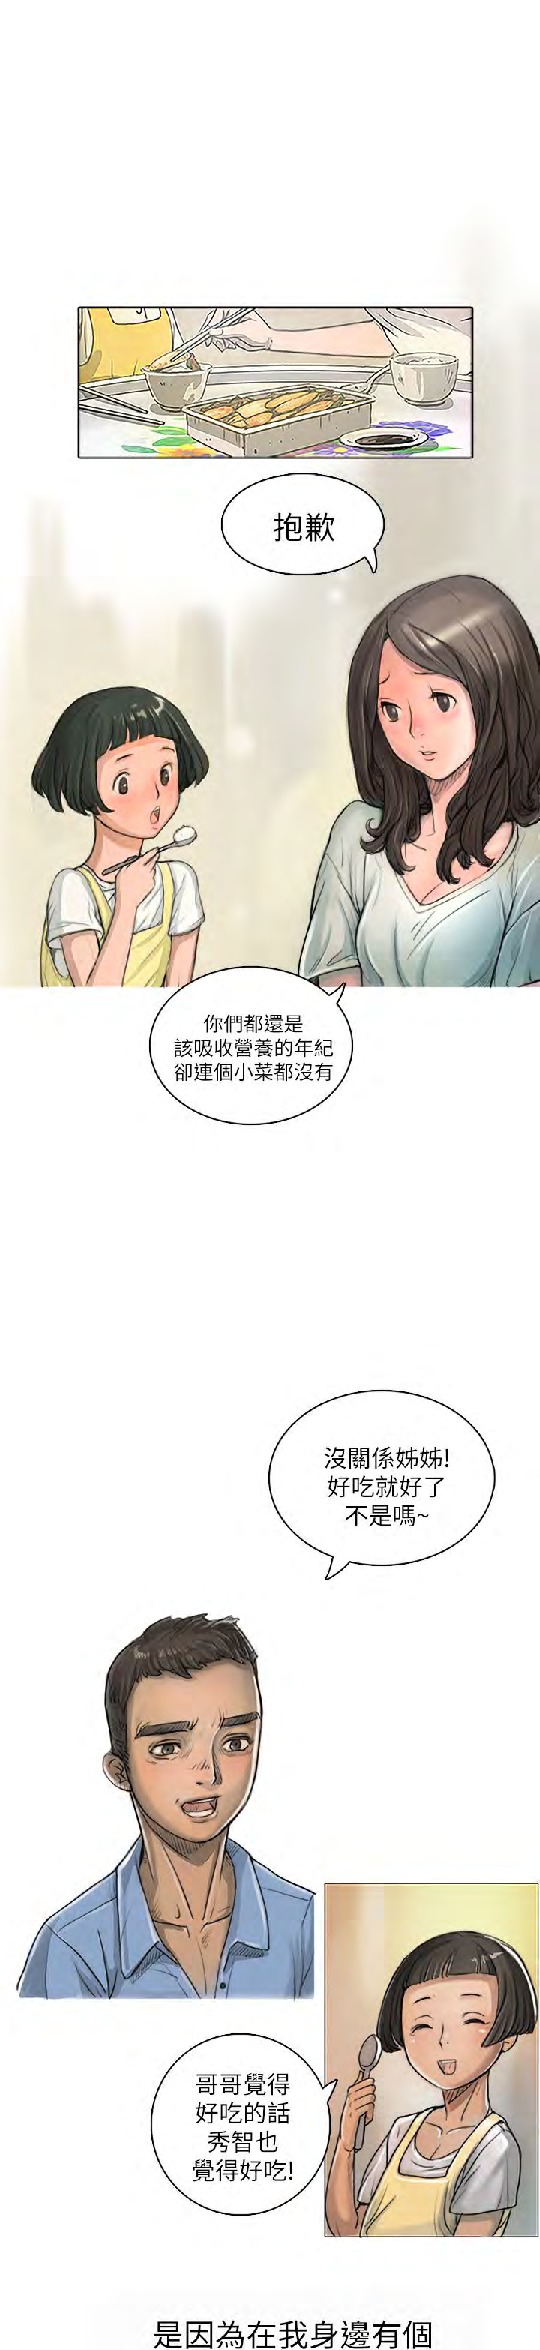 抱歉
你們都還是
該吸收營養的年紀
卻連個小菜都沒有
沒關係姊姊!
好吃就好了
不是嗎~
哥哥覺得
好吃的話
秀智也
覺得好吃!
是因為在我身邊有個